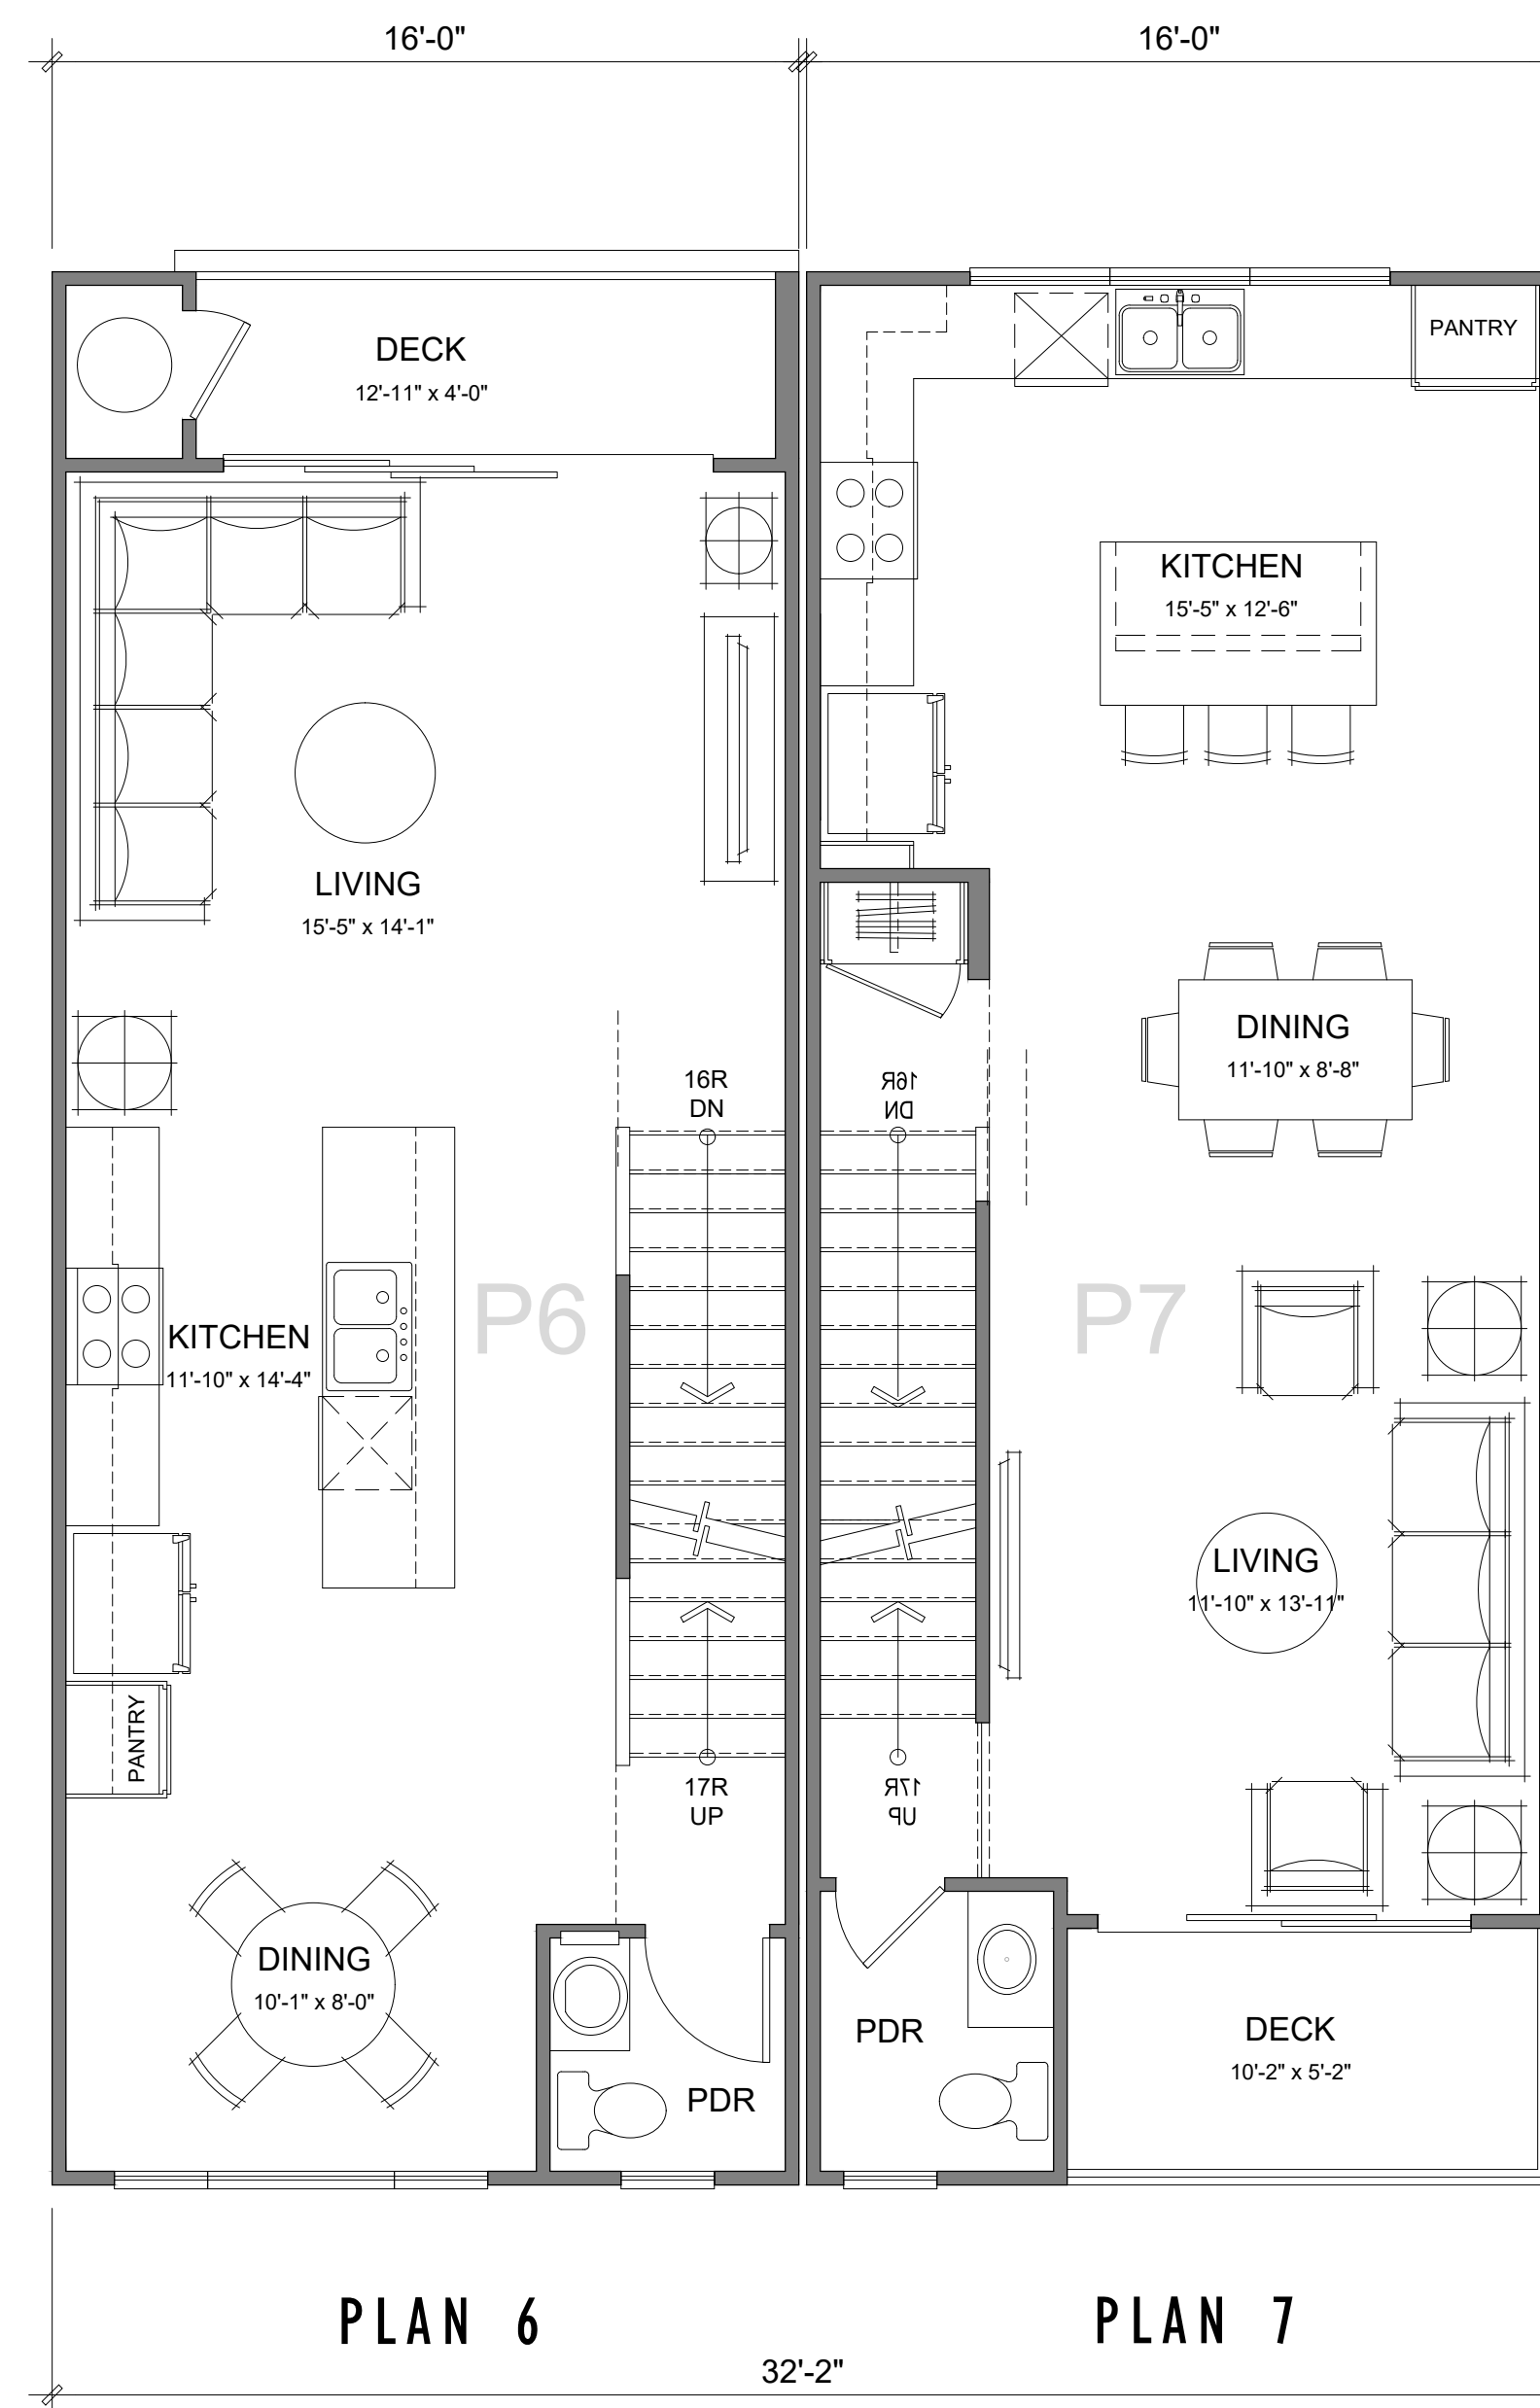 16'-0"
16'-0"
DECK
12'-11" x 4'-0"
PANTRY
KITCHEN
15'-5" x 12'-6"
LIVING
15'-5" x 14'-1"
DINING
11'-10" x 8'-8"
16R
DN
16R
DN
P6
P7
KITCHEN
11'-10" x 14'-4"
LIVING
11'-10" x 13'-11"
PANTRY
17R
UP
17R
UP
DINING
10'-1" x 8'-0"
PDR
PDR
DECK
10'-2" x 5'-2"
PLAN 6
PLAN 7
32'-2"